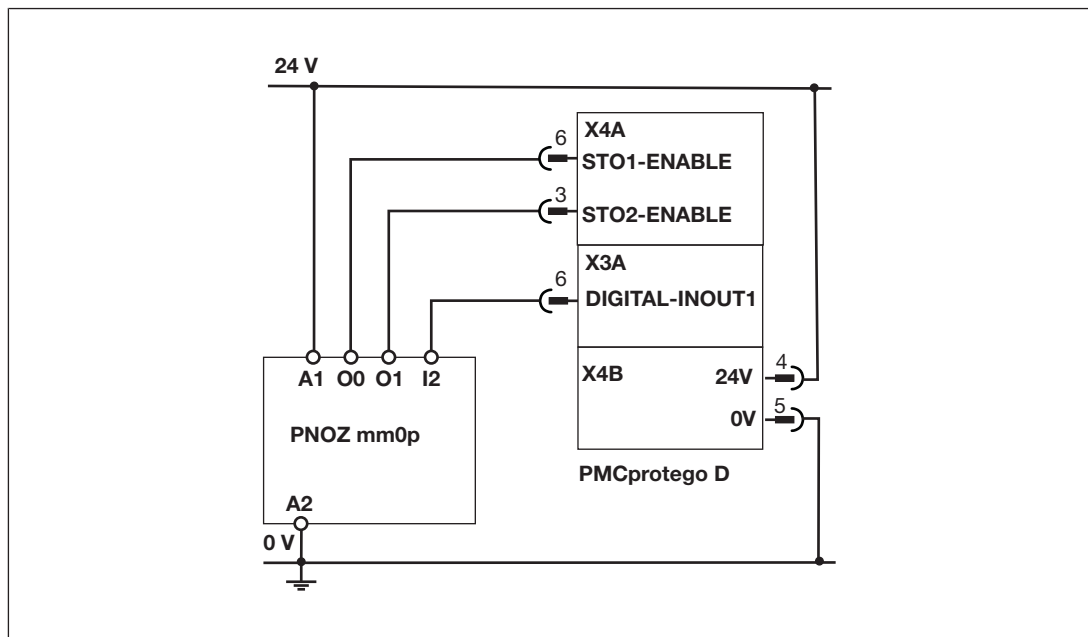 24 V
X4A
6
STO1-ENABLE
3
STO2-ENABLE
X3A
6
DIGITAL-INOUT1
A1 O0 O1 I2
X4B
24V
4
0V
5
PNOZ mm0p
PMCprotego D
A2
0 V